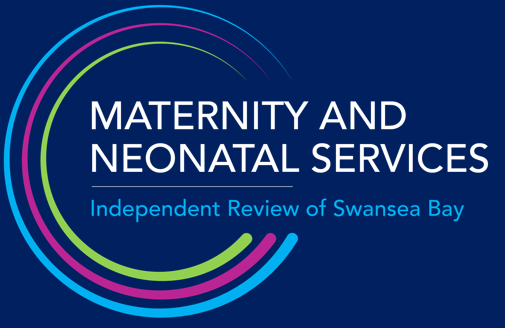 MATERNITY AND
NEONATAL SERVICES
Independent Review of Swansea Bay